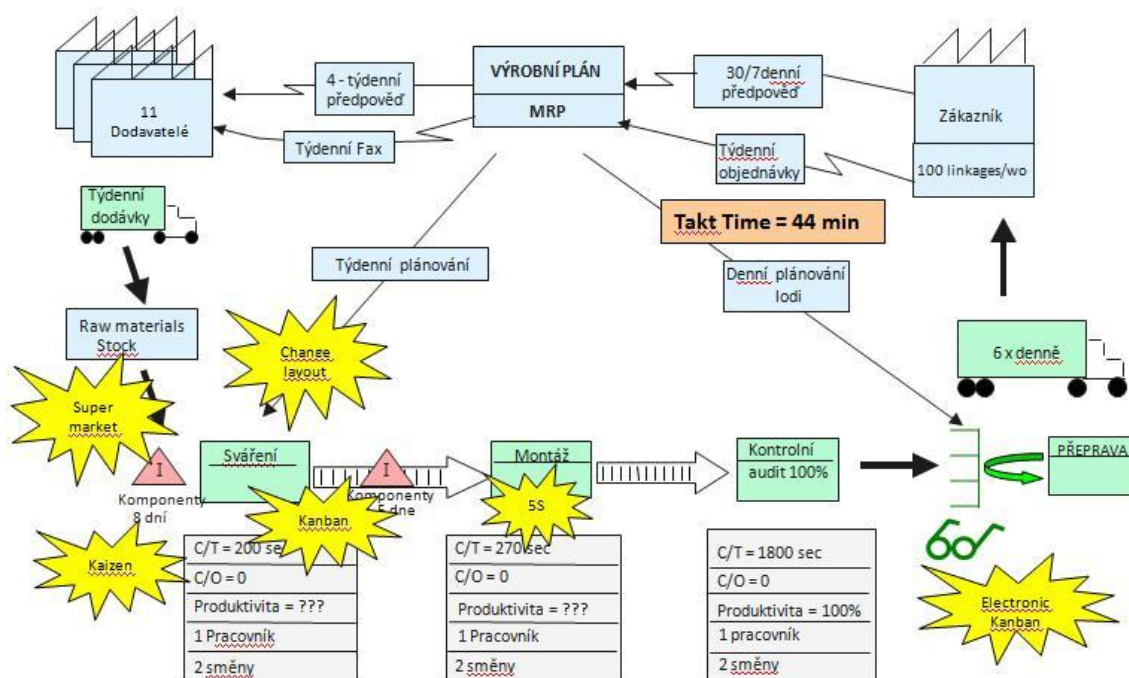 11
Dodavatelé
4 - týdenní
předpověď
Týdenní Fax
VÝROBNÍ PLÁN
MRP
30/7denní
předpověď
Týdenní
objednávky
Zákazník
100 linkages/wo
Týdenní
dodávky
Takt Time = 44 min
Týdenní plánování
Denní plánování
lodi
Raw materials
Stock
Change
layout
6 x denně
Super
market
I
Komponenty
8 dní
Sváření
I
Komponenty
dne
Kanban
Montáž
5S
Kontrolní
audit 100%
PŘEPRAVA
Kaizen
Electronic
Kanban
C/T = 200 sec
C/O = 0
Produktivita = ???
1 Pracovník
2 směny
C/T = 270 sec
C/O = 0
Produktivita = ???
1 Pracovník
2 směny
C/T = 1800 sec
C/O = 0
Produktivita = 100%
1 pracovník
2 směny